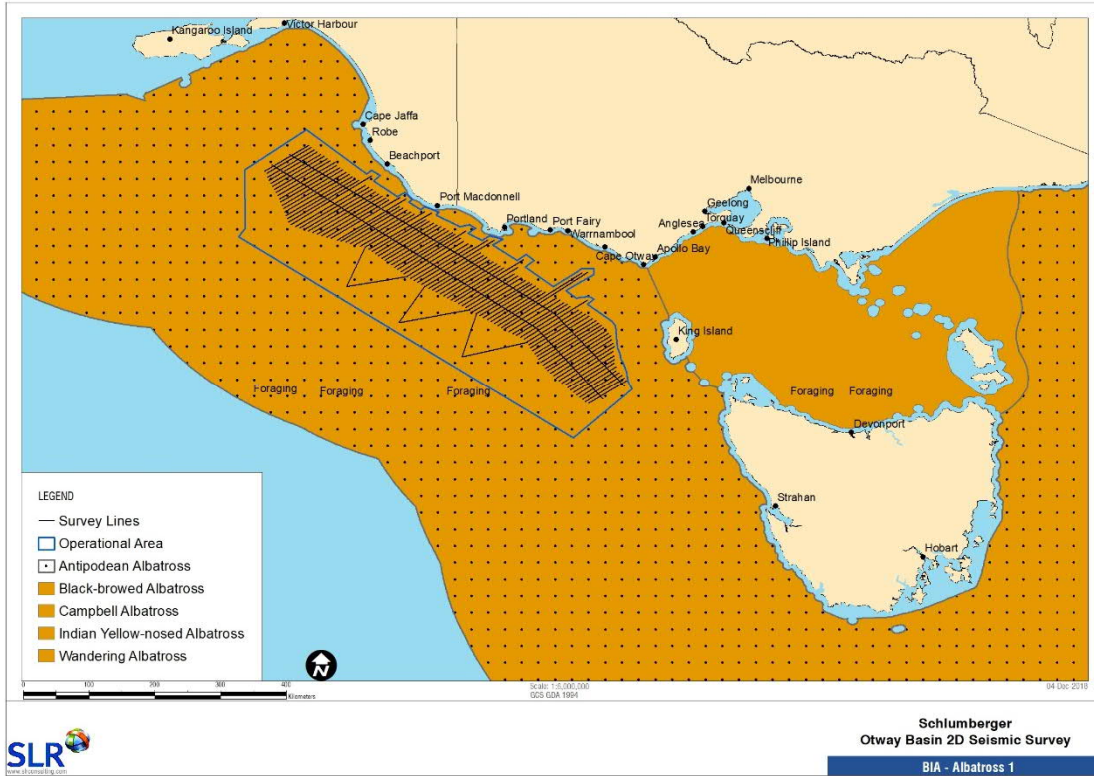 Kangaroo Island
Victor Harbour
Cape Jaffa
Robe
Beachport
Port Macdonnell
Portland
Port Fairy
Warrnambool
Cape Otway
Apollo Bay
Melbourne
Geelong
Torquay
Anglesea
Queenscliff
Phillip Island
King Island
Foraging
Foraging
Foraging
Foraging
Foraging
Devonport
Strahan
Hobart
LEGEND
Survey Lines
Operational Area
Antipodean Albatross
Black-browed Albatross
Campbell Albatross
Indian Yellow-nosed Albatross
Wandering Albatross
N
0 100 200 300 400
Kilometers
Scale: 1:6,000,000
GCS GDA 1994
04-Dec 2018
SLR
www.slrconsulting.com
Schlumberger
Otway Basin 2D Seismic Survey
BIA - Albatross 1